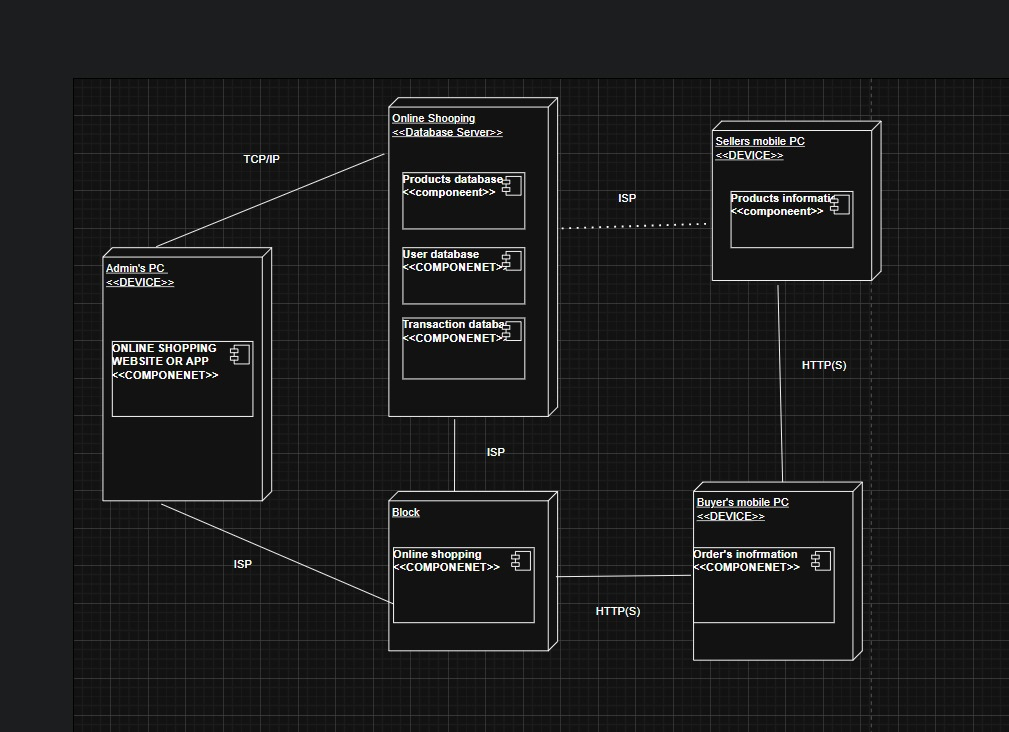 Online Shooping
<<Database Server>>
Products database
<<componeent>>
User database
<<COMPONENET>>
Transaction databa
<<COMPONENET>>
TCP/IP
ISP
Sellers mobile PC
<<DEVICE>>
Products informati
<<componeent>>
Admin's PC
<<DEVICE>>
ONLINE SHOPPING
WEBSITE OR APP
<<COMPONENET>>
HTTP(S)
ISP
Block
Online shopping
<<COMPONENET>>
ISP
HTTP(S)
Buyer's mobile PC
<<DEVICE>>
Order's inofrmation
<<COMPONENET>>